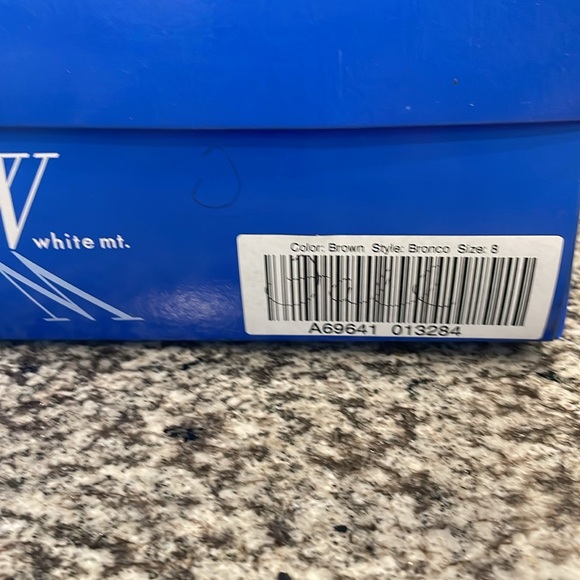 W
white mt.
M
Color: Brown Style: Bronco Size: 8
A69641 013284